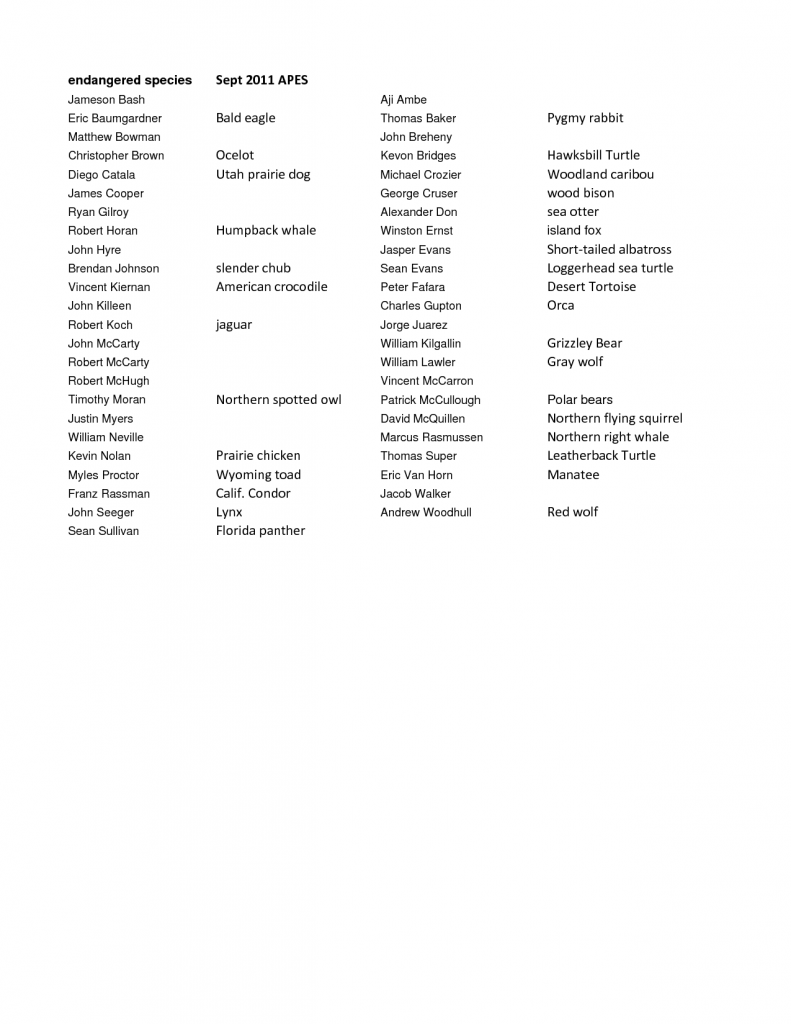 endangered species Sept 2011 APES
Jameson Bash Aji Ambe
Eric Baumgardner Bald eagle Thomas Baker Pygmy rabbit
Matthew Bowman John Breheny
Christopher Brown Ocelot Kevon Bridges Hawksbill Turtle
Diego Catala Utah prairie dog Michael Crozier Woodland caribou
James Cooper George Cruser wood bison
Ryan Gilroy Alexander Don sea otter
Robert Horan Humpback whale Winston Ernst island fox
John Hyre Jasper Evans Short-tailed albatross
Brendan Johnson slender chub Sean Evans Loggerhead sea turtle
Vincent Kiernan American crocodile Peter Fafara Desert Tortoise
John Killeen Charles Gupton Orca
Robert Koch jaguar Jorge Juarez
John McCarty William Kilgallin Grizzley Bear
Robert McCarty William Lawler Gray wolf
Robert McHugh Vincent McCarron
Timothy Moran Northern spotted owl Patrick McCullough Polar bears
Justin Myers David McQuillen Northern flying squirrel
William Neville Marcus Rasmussen Northern right whale
Kevin Nolan Prairie chicken Thomas Super Leatherback Turtle
Myles Proctor Wyoming toad Eric Van Horn Manatee
Franz Rassman Calif. Condor Jacob Walker
John Seeger Lynx Andrew Woodhull Red wolf
Sean Sullivan Florida panther